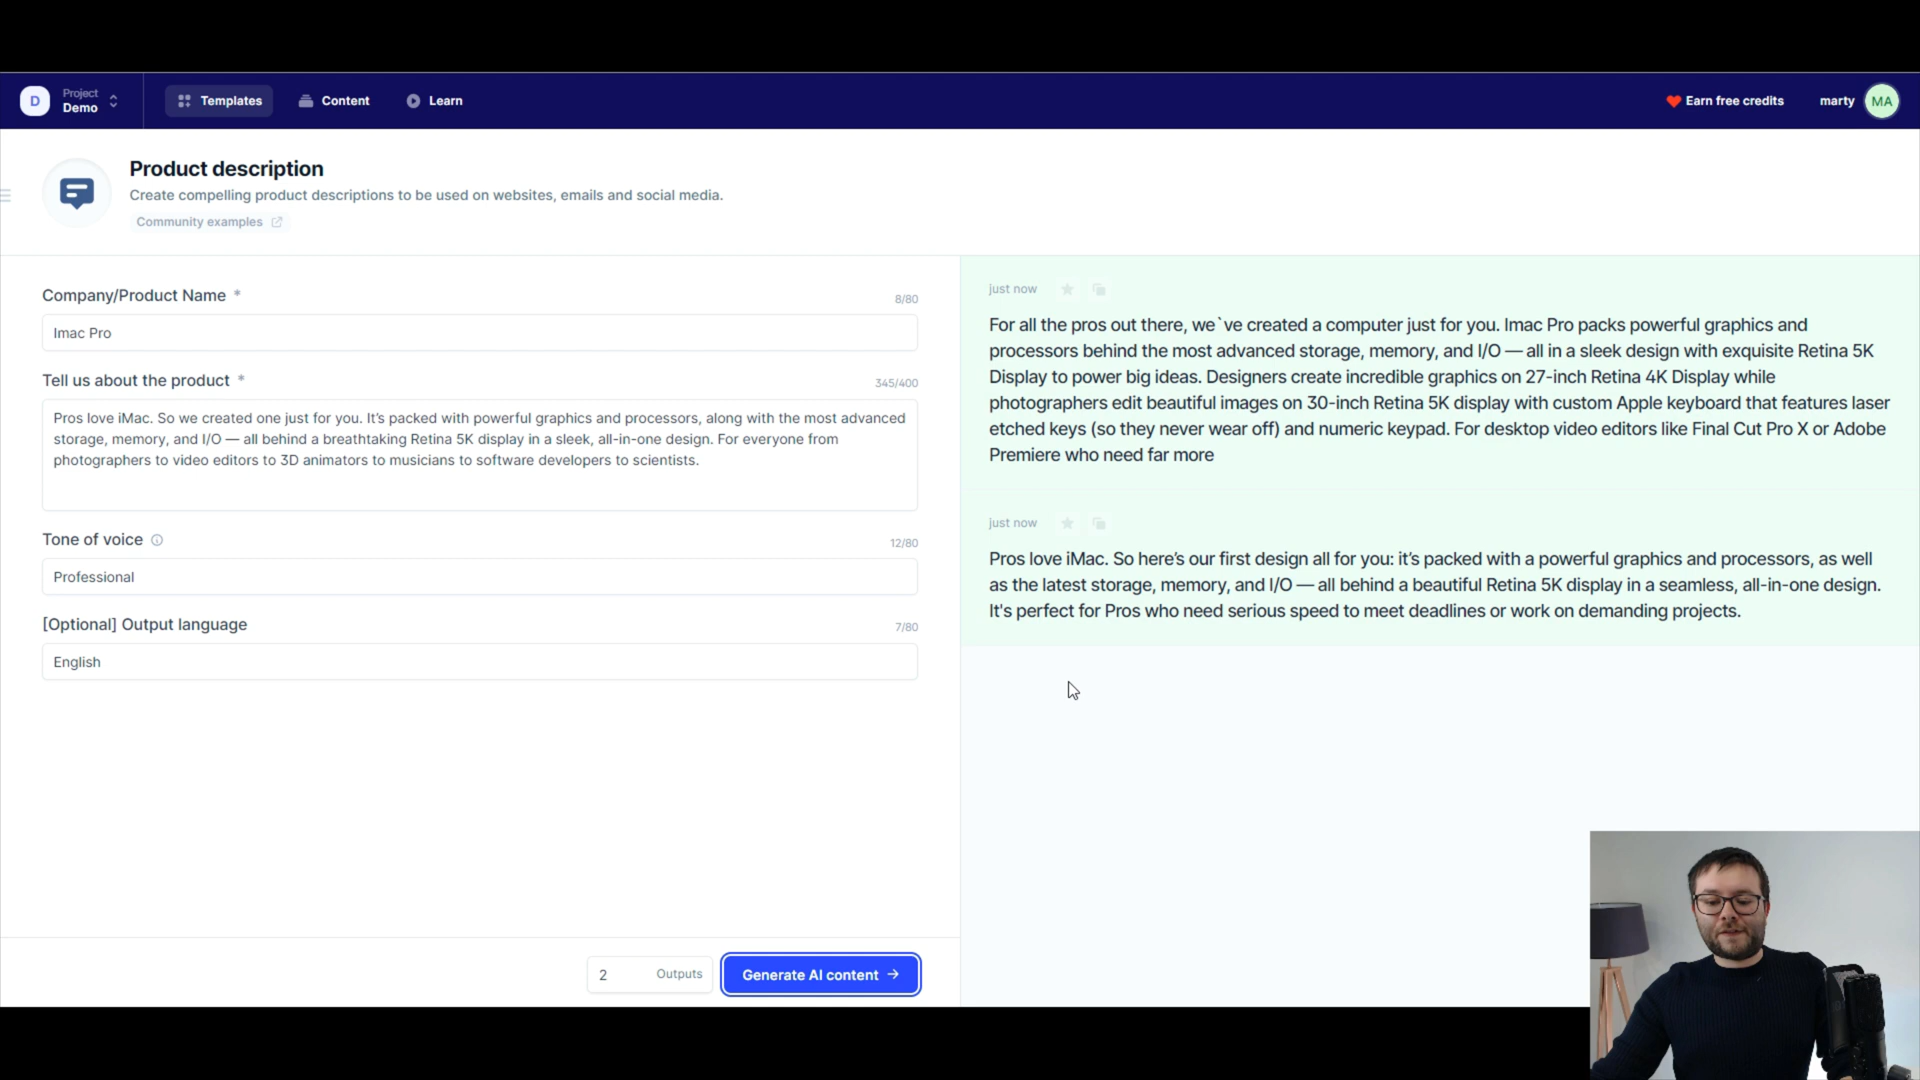 D
Project
Demo
Templates
Content
Learn
Earn free credits
marty
MA
Product description
Create compelling product descriptions to be used on websites, emails and social media.
Community examples
Company/Product Name *
8/80
Imac Pro
Tell us about the product *
345/400
Pros love iMac. So we created one just for you. It’s packed with powerful graphics and processors, along with the most advanced
storage, memory, and I/O — all behind a breathtaking Retina 5K display in a sleek, all-in-one design. For everyone from
photographers to video editors to 3D animators to musicians to software developers to scientists.
Tone of voice
12/80
Professional
[Optional] Output language
7/80
English
2
Outputs
Generate AI content
just now
For all the pros out there, we`ve created a computer just for you. Imac Pro packs powerful graphics and
processors behind the most advanced storage, memory, and I/O — all in a sleek design with exquisite Retina 5K
Display to power big ideas. Designers create incredible graphics on 27-inch Retina 4K Display while
photographers edit beautiful images on 30-inch Retina 5K display with custom Apple keyboard that features laser
etched keys (so they never wear off) and numeric keypad. For desktop video editors like Final Cut Pro X or Adobe
Premiere who need far more
just now
Pros love iMac. So here’s our first design all for you: it’s packed with a powerful graphics and processors, as well
as the latest storage, memory, and I/O — all behind a beautiful Retina 5K display in a seamless, all-in-one design.
It's perfect for Pros who need serious speed to meet deadlines or work on demanding projects.